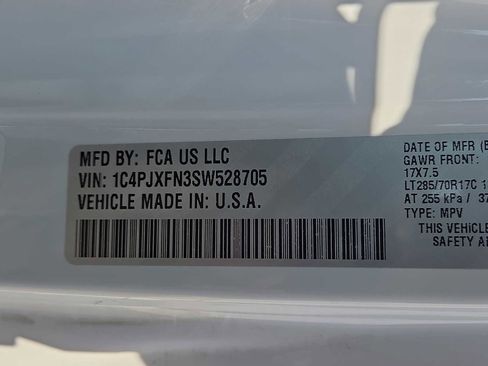 MFD BY: FCA US LLC
VIN: 1C4PJXFN3SW528705
VEHICLE MADE IN: U.S.A.
DATE OF MFR
GAWR FRONT:
17X7.5
LT285/70R17C
AT 255 kPa /
TYPE: MPV
THIS VEHICLE
SAFETY